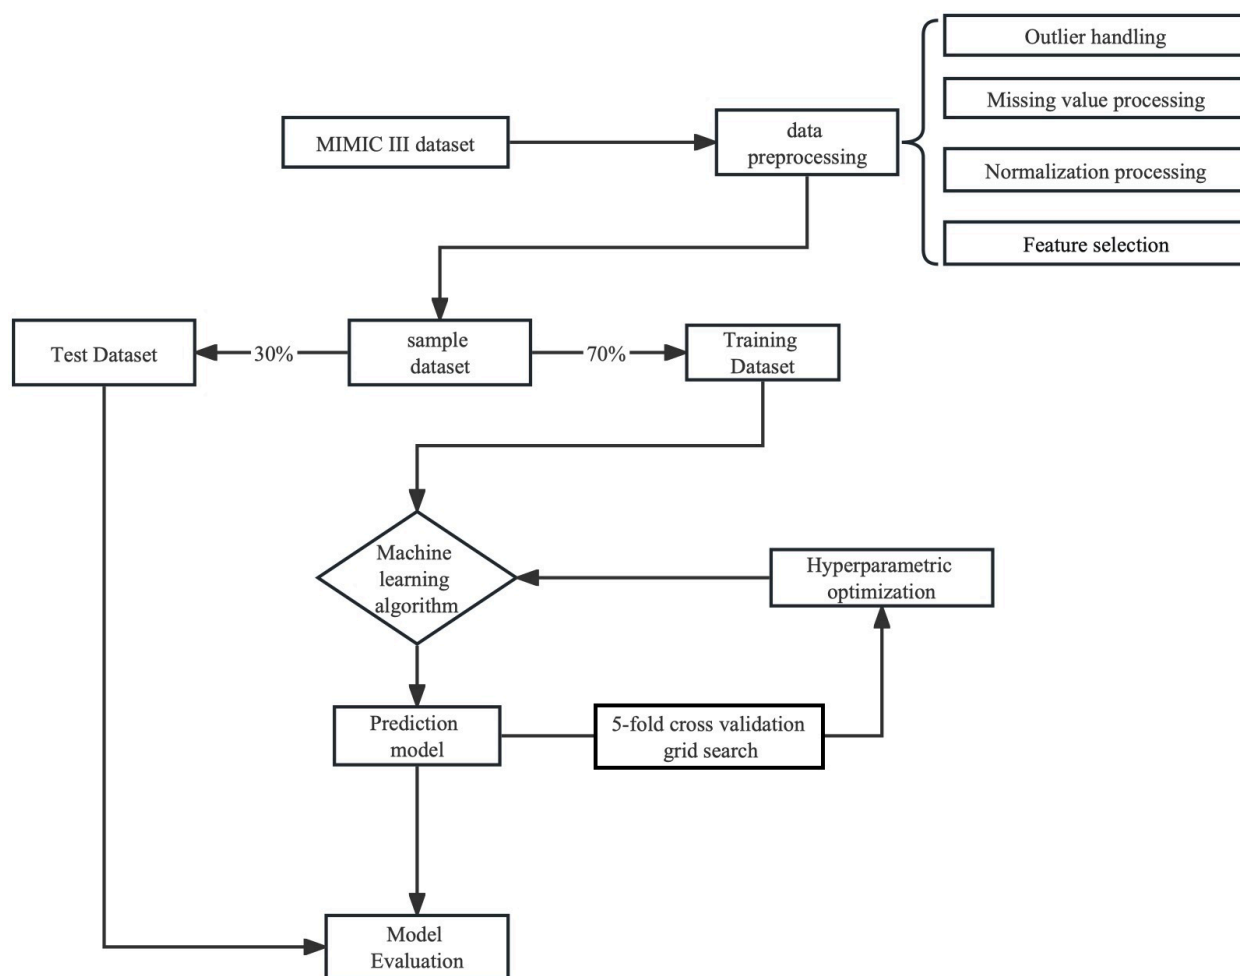 Outlier handling
Missing value processing
MIMIC III dataset
data
preprocessing
Normalization processing
Feature selection
Test Dataset
30%
sample
dataset
70%
Training
Dataset
Machine
learning
algorithm
Hyperparametric
optimization
Prediction
model
5-fold cross validation
grid search
Model
Evaluation